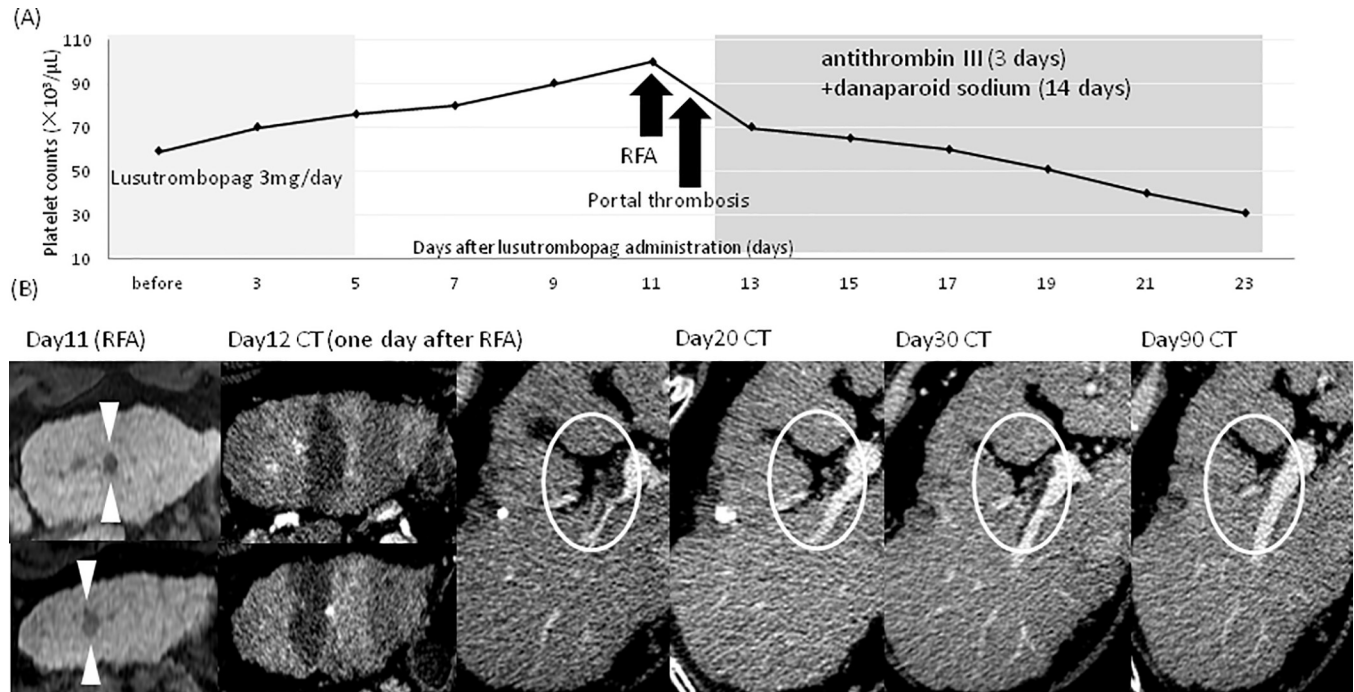 (A)
110
90
70
50
30
10
Platelet counts (×10³/μL)
Lusutrombopag 3mg/day
RFA
Portal thrombosis
antithrombin III (3 days)
+danaparoid sodium (14 days)
Days after lusutrombopag administration (days)
before 3 5 7 9 11 13 15 17 19 21 23
(B)
Day11 (RFA) Day12 CT (one day after RFA) Day20 CT Day30 CT Day90 CT